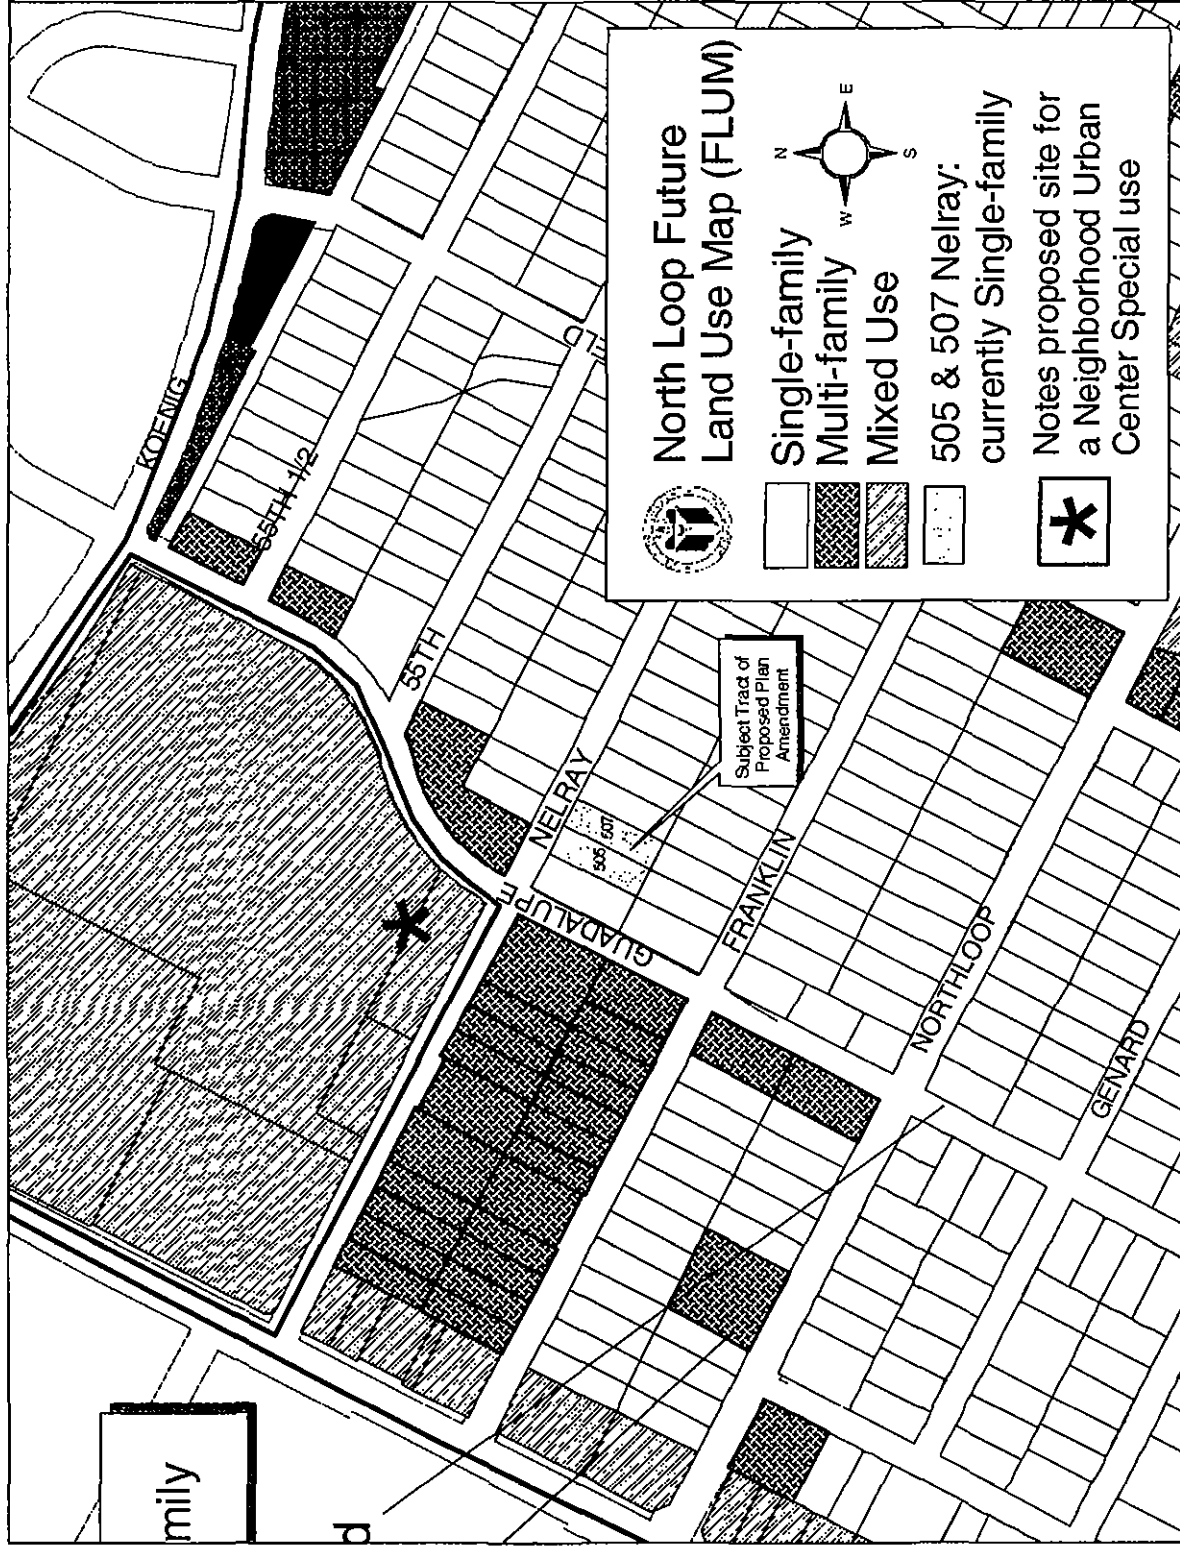 mily
d
KOENIG
55TH 1/2
55TH
NELRAY
GUADALUPE
FRANKLIN
NORTHLOOP
GENARD
505
507
Subject Tract of
Proposed Plan
Amendment
North Loop Future
Land Use Map (FLUM)
N
E
S
W
Single-family
Multi-family
Mixed Use
505 & 507 Nelray:
currently Single-family
Notes proposed site for
a Neighborhood Urban
Center Special use